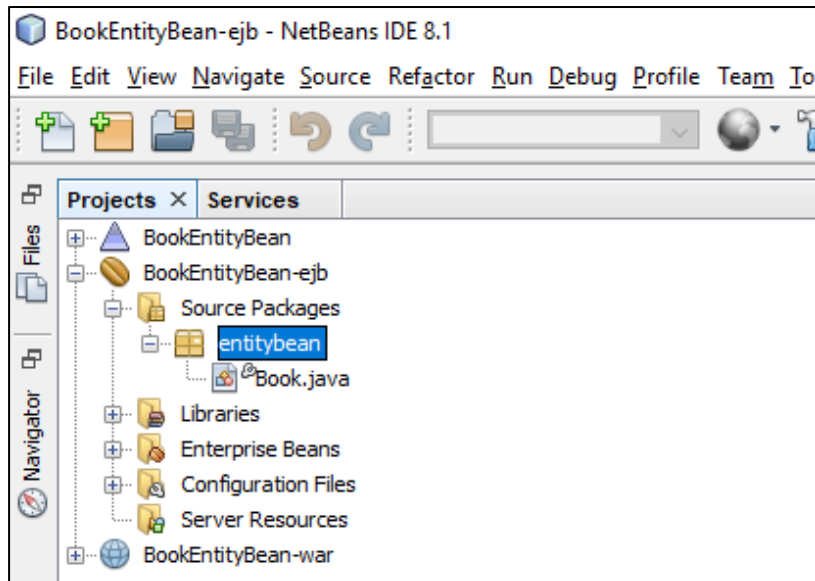 BookEntityBean-ejb - NetBeans IDE 8.1
File Edit View Navigate Source Refactor Run Debug Profile Team To
Projects × Services
Files
Navigator
BookEntityBean
BookEntityBean-ejb
Source Packages
entitybean
Book.java
Libraries
Enterprise Beans
Configuration Files
Server Resources
BookEntityBean-war